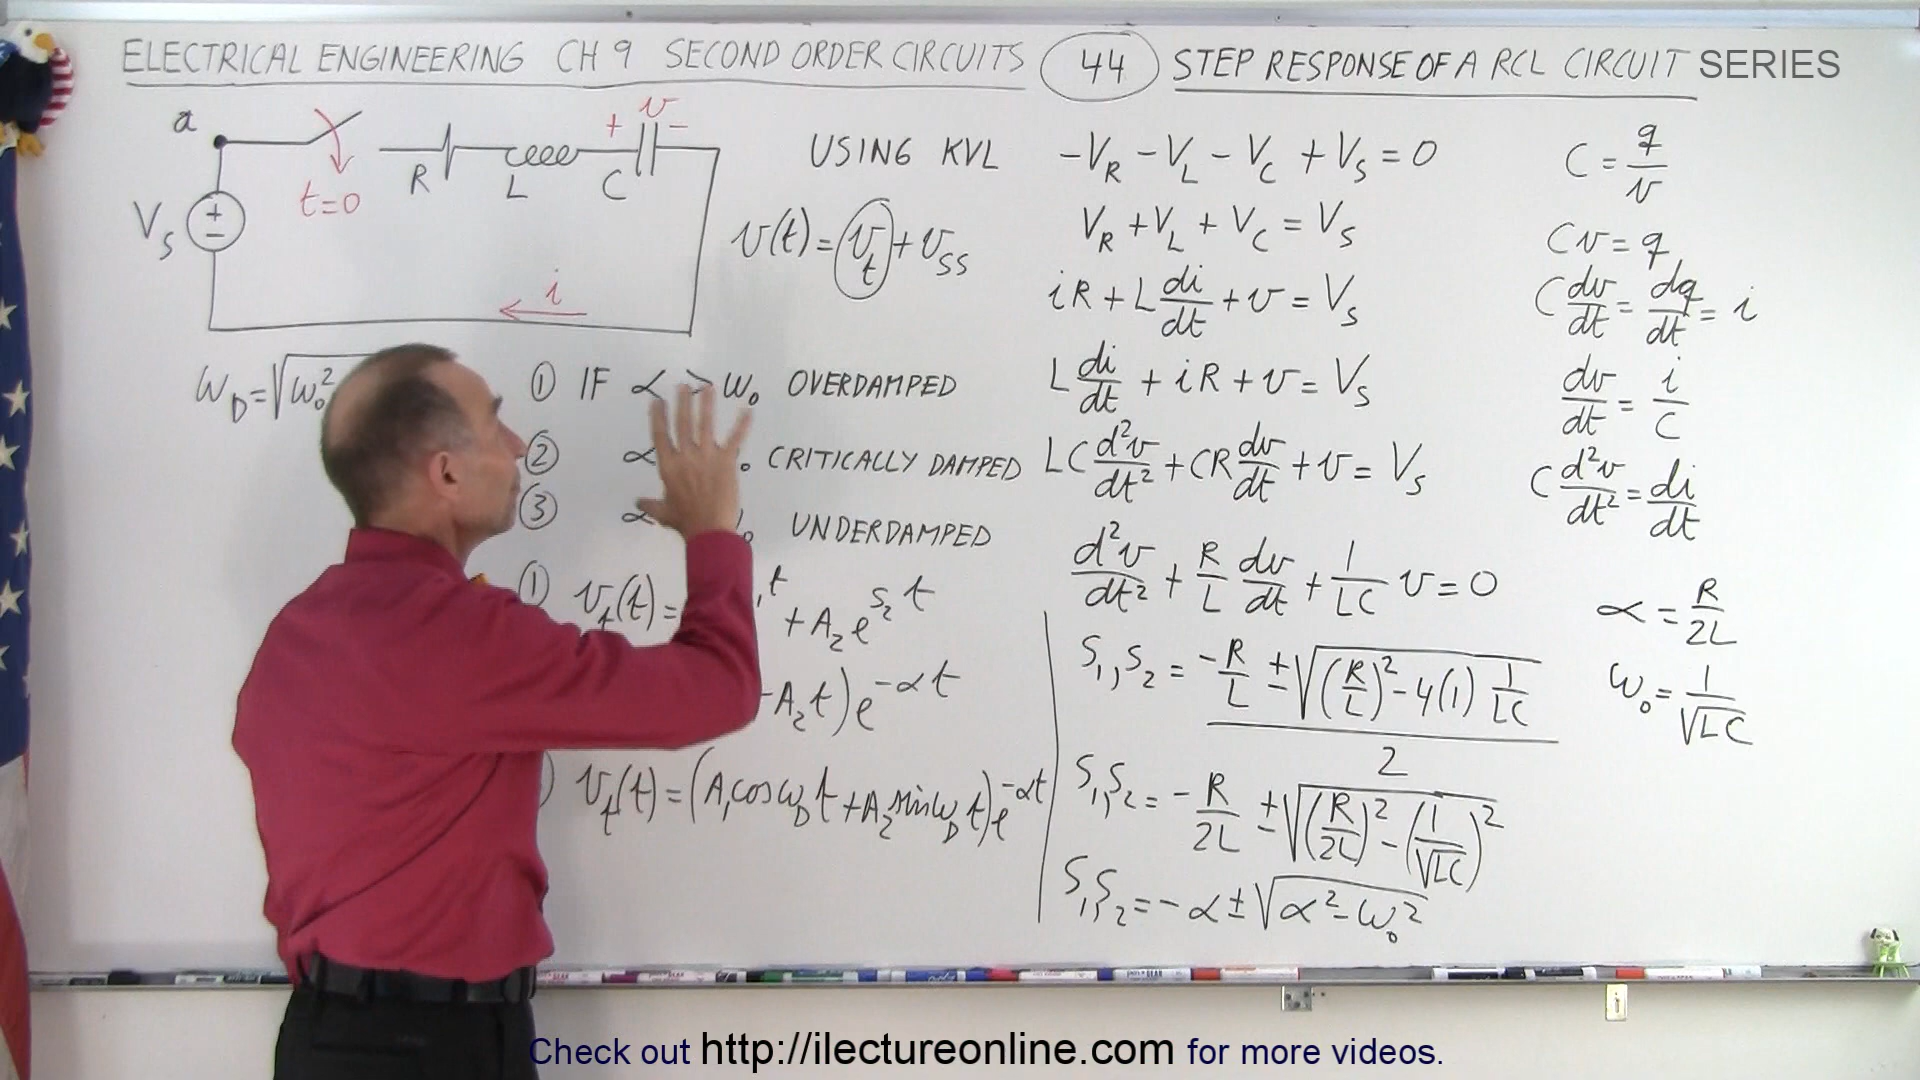 ELECTRICAL ENGINEERING CH 9 SECOND ORDER CIRCUITS 44 STEP RESPONSE OF A RCL CIRCUIT SERIES
a
t=0
R
L
C
+ v −
V_S
+
−
i
USING KVL
v(t) = v_t + v_SS
−V_R − V_L − V_C + V_S = 0
V_R + V_L + V_C = V_S
iR + L di/dt + v = V_S
L di/dt + iR + v = V_S
LC d²v/dt² + CR dv/dt + v = V_S
d²v/dt² + R/L dv/dt + 1/LC v = 0
S₁,S₂ = (−R/L ± √((R/L)² − 4(1) 1/LC))/2
S₁,S₂ = −R/2L ± √((R/2L)² − (1/√LC)²)
S₁,S₂ = −α ± √(α² − ω₀²)
C = q/v
Cv = q
C dv/dt = dq/dt = i
dv/dt = i/C
C d²v/dt² = di/dt
α = R/2L
ω₀ = 1/√LC
ω_D = √ω₀²
① IF α > ω₀ OVERDAMPED
② α ₀ CRITICALLY DAMPED
③ α ₀ UNDERDAMPED
① v_t(t) = t + A₂e^(S₂t)
A₂t)e^(−αt)
v_t(t) = (A₁cosω_D t + A₂sinω_D t)e^(−αt)
Check out http://ilectureonline.com for more videos.